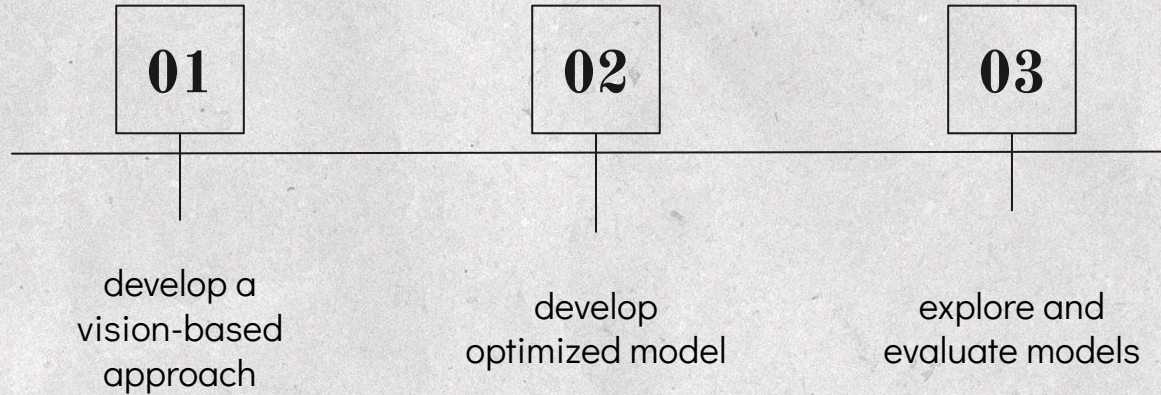 01
develop a
vision-based
approach
02
develop
optimized model
03
explore and
evaluate models